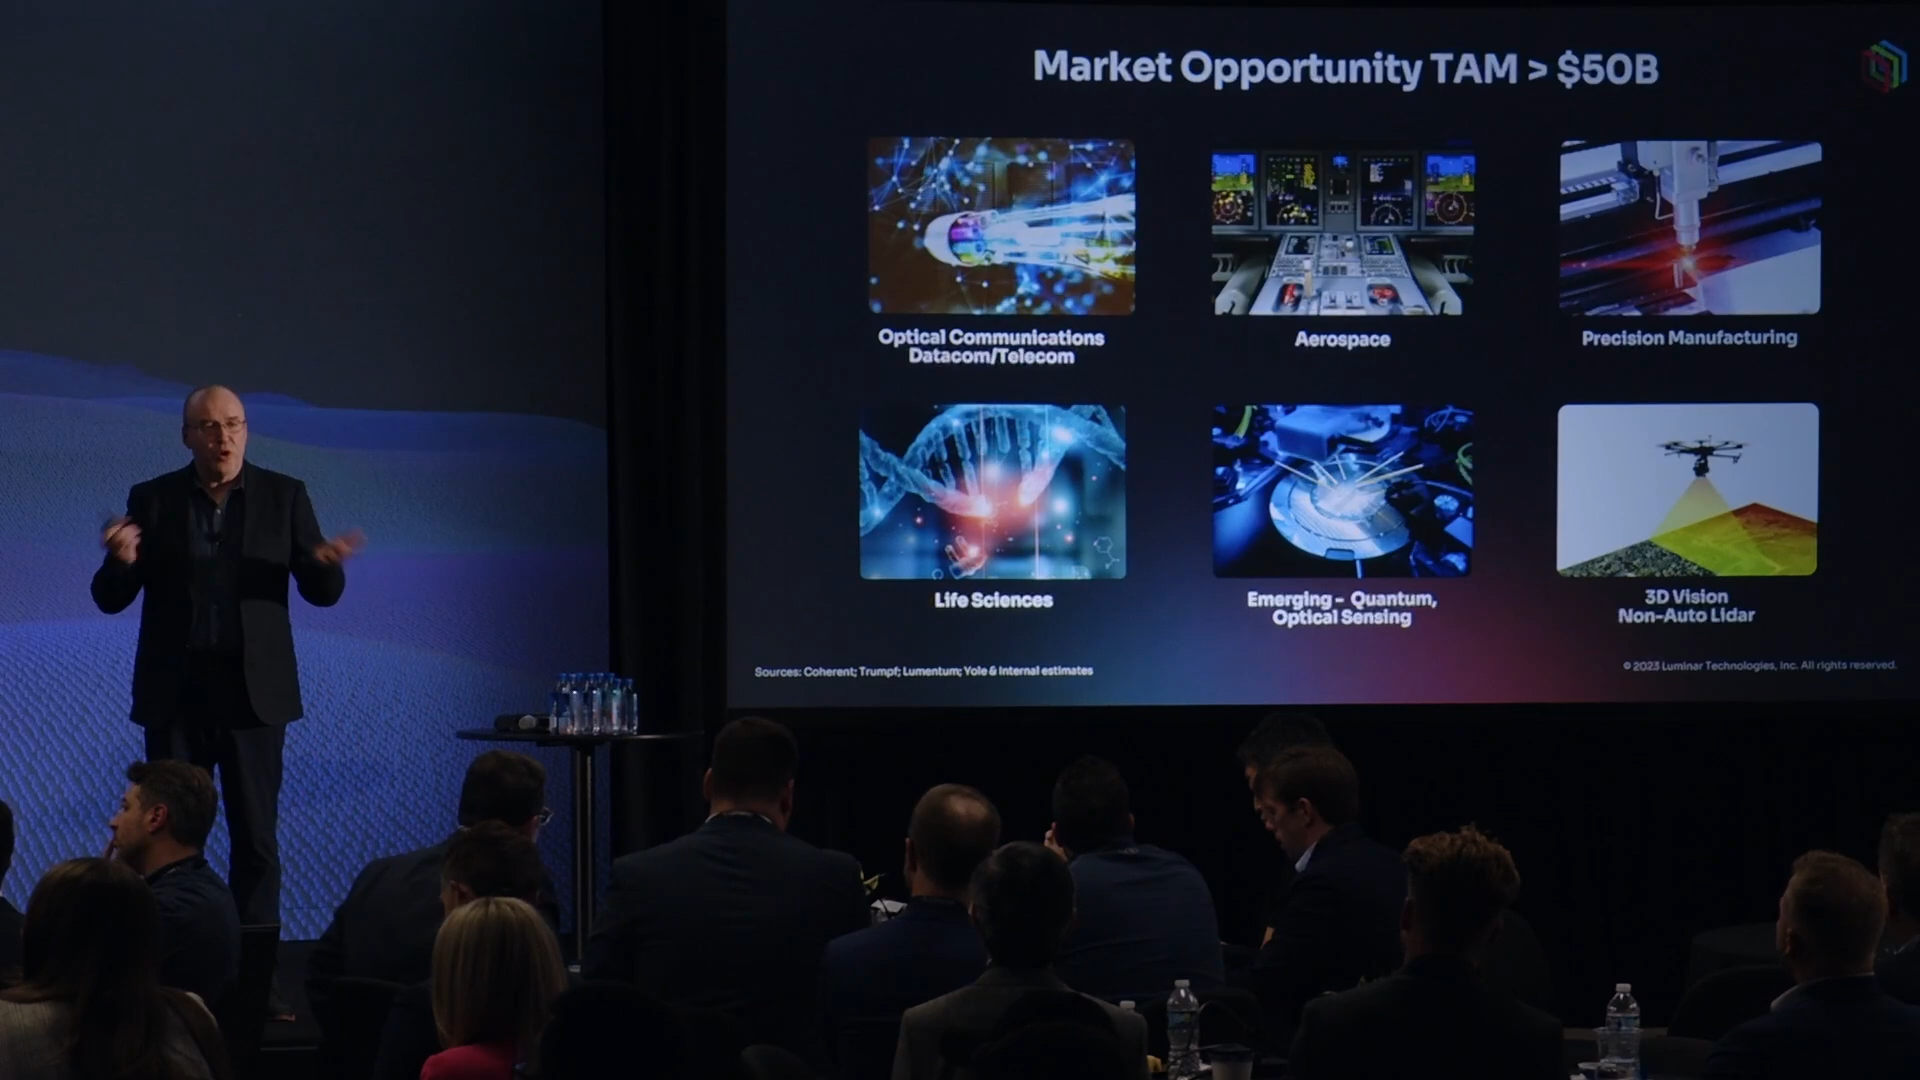 Market Opportunity TAM > $50B
Optical Communications
Datacom/Telecom
Aerospace
Precision Manufacturing
Life Sciences
Emerging - Quantum,
Optical Sensing
3D Vision
Non-Auto Lidar
Sources: Coherent; Trumpf; Lumentum; Yole & Internal estimates
© 2023 Luminar Technologies, Inc. All rights reserved.